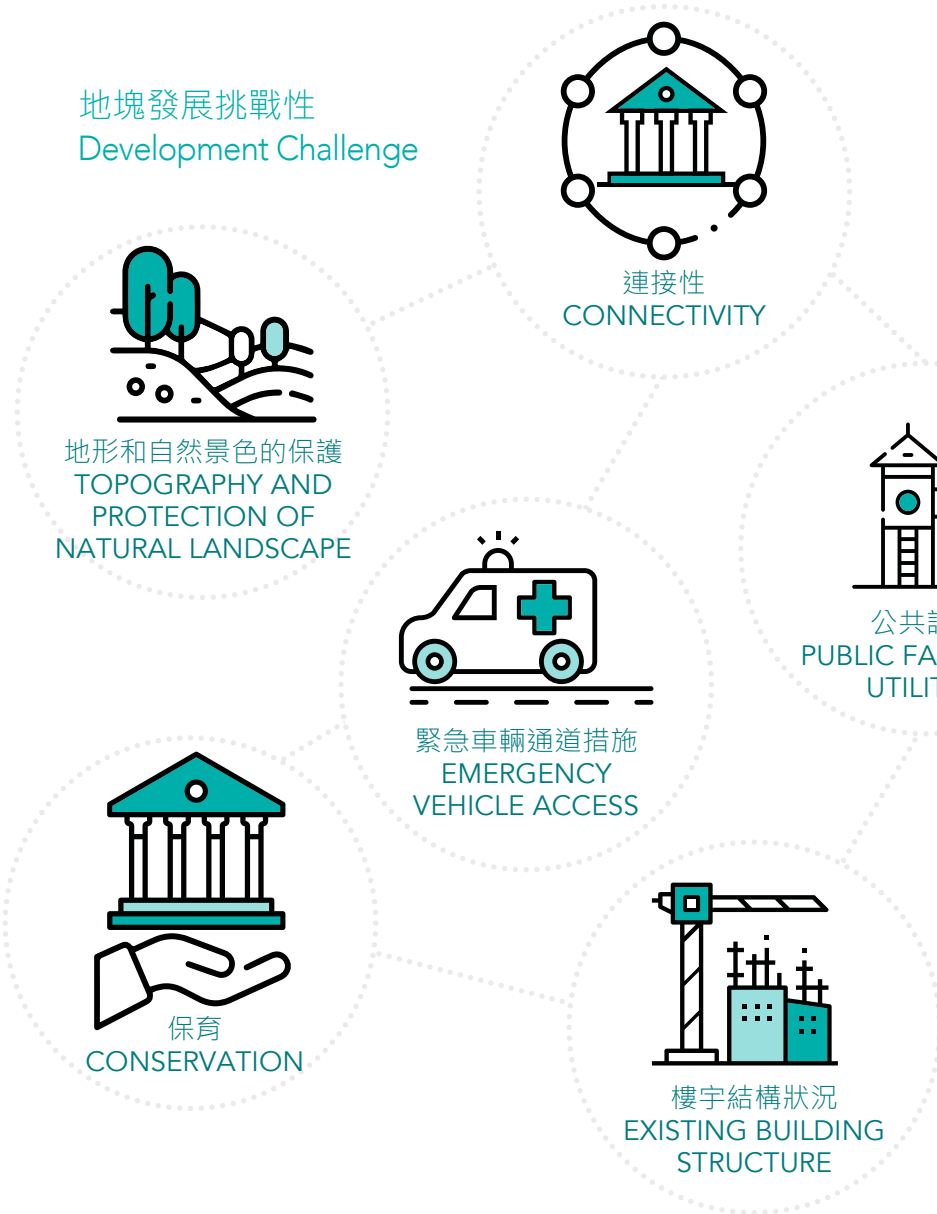 地塊發展挑戰性
Development Challenge
連接性
CONNECTIVITY
地形和自然景色的保護
TOPOGRAPHY AND
PROTECTION OF
NATURAL LANDSCAPE
公共
PUBLIC
緊急車輛通道措施
EMERGENCY
VEHICLE ACCESS
保育
CONSERVATION
樓宇結構狀況
EXISTING BUILDING
STRUCTURE